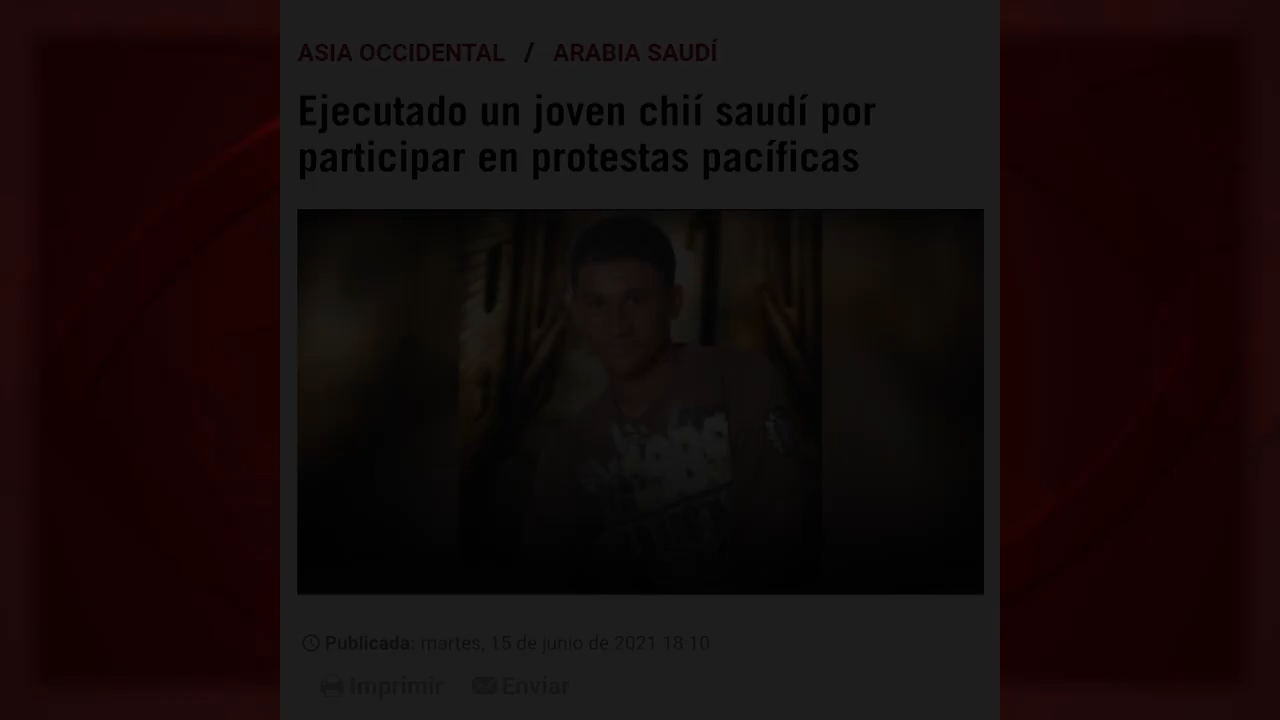 ASIA OCCIDENTAL / ARABIA SAUDÍ
Ejecutado un joven chií saudí por
participar en protestas pacíficas
Publicada: martes, 15 de junio de 2021 18:10
Imprimir Enviar